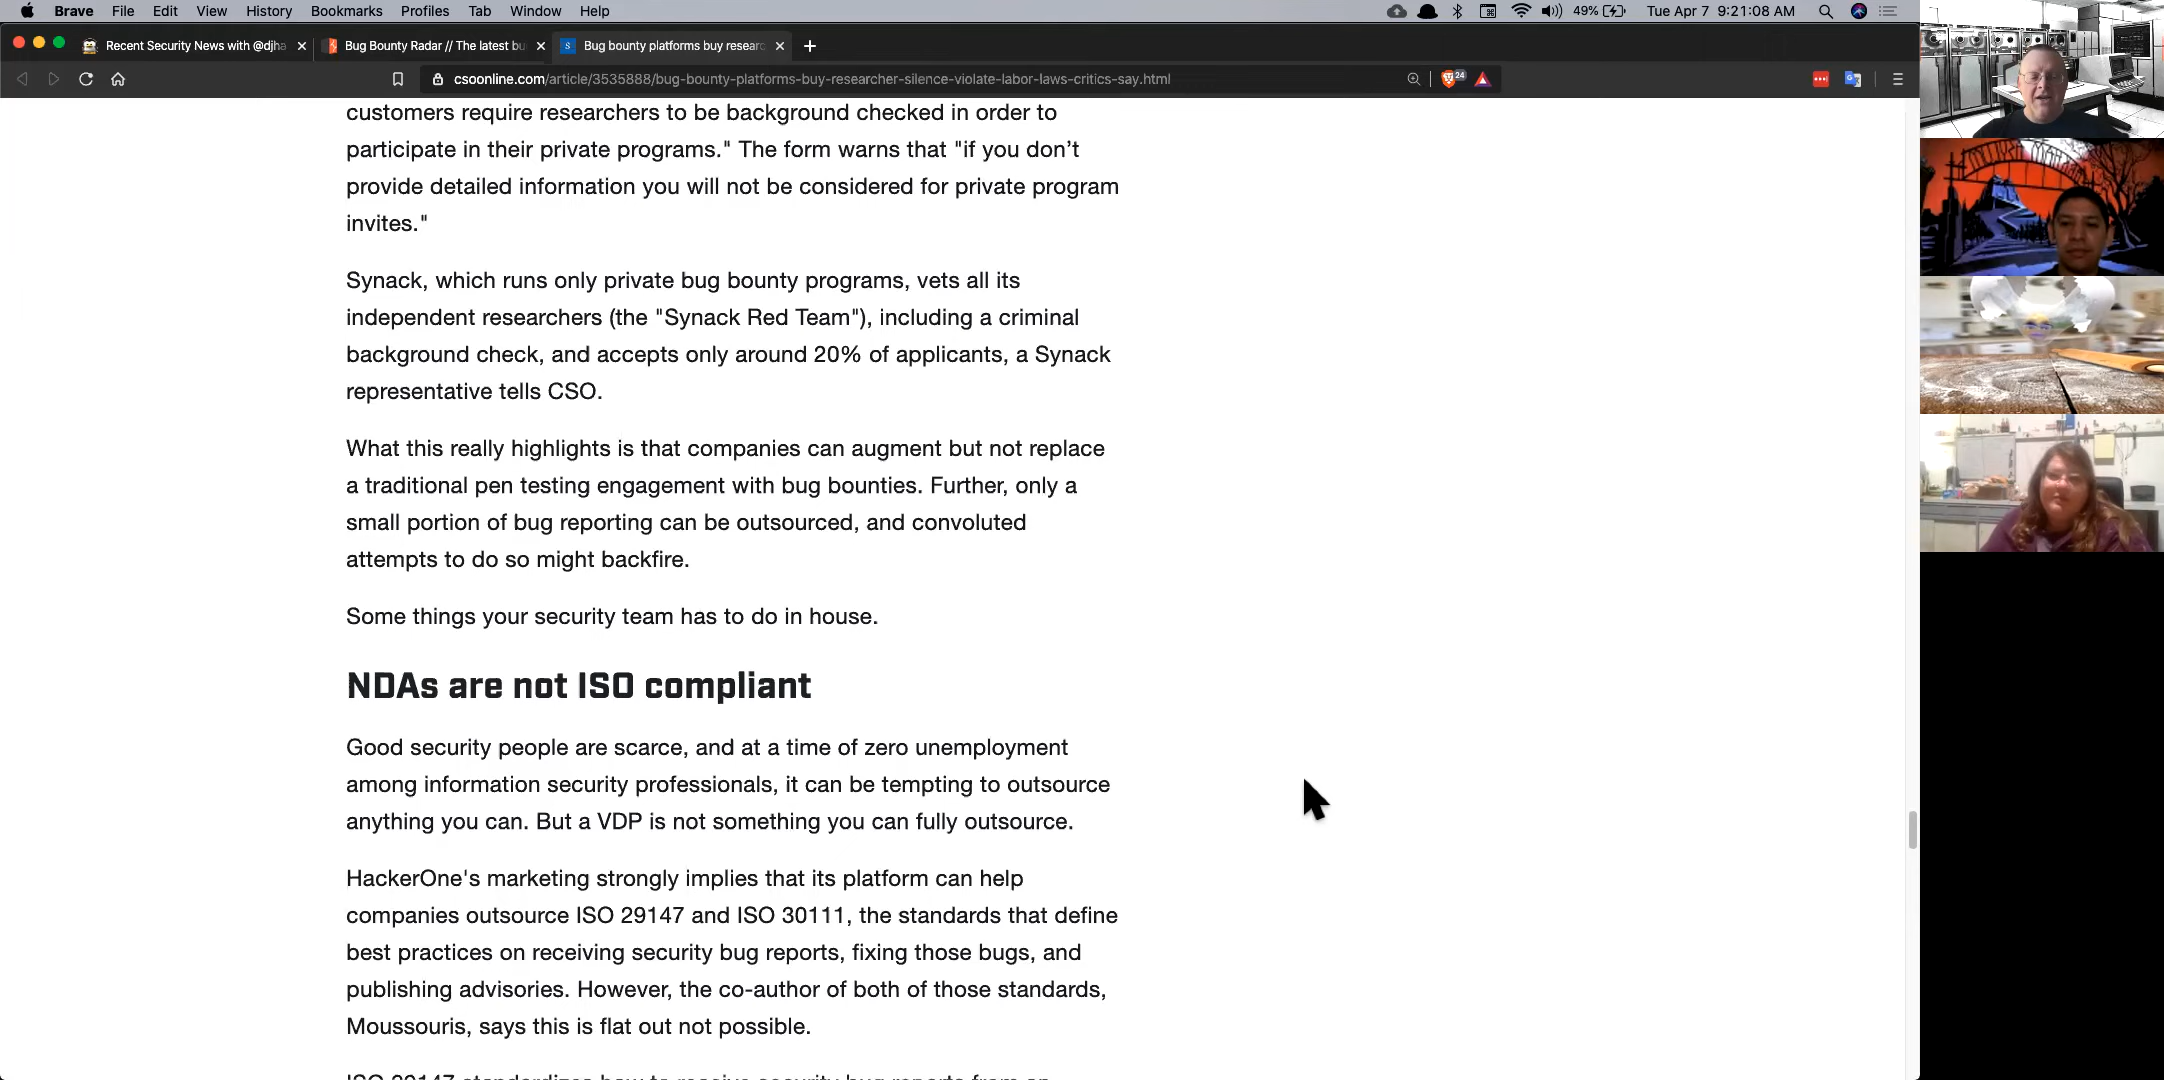 Brave File Edit View History Bookmarks Profiles Tab Window Help 49% Tue Apr 7 9:21:08 AM
Recent Security News with @djha Bug Bounty Radar // The latest bu Bug bounty platforms buy researc
csoonline.com/article/3535888/bug-bounty-platforms-buy-researcher-silence-violate-labor-laws-critics-say.html 24
customers require researchers to be background checked in order to
participate in their private programs." The form warns that "if you don’t
provide detailed information you will not be considered for private program
invites."
Synack, which runs only private bug bounty programs, vets all its
independent researchers (the "Synack Red Team"), including a criminal
background check, and accepts only around 20% of applicants, a Synack
representative tells CSO.
What this really highlights is that companies can augment but not replace
a traditional pen testing engagement with bug bounties. Further, only a
small portion of bug reporting can be outsourced, and convoluted
attempts to do so might backfire.
Some things your security team has to do in house.
NDAs are not ISO compliant
Good security people are scarce, and at a time of zero unemployment
among information security professionals, it can be tempting to outsource
anything you can. But a VDP is not something you can fully outsource.
HackerOne's marketing strongly implies that its platform can help
companies outsource ISO 29147 and ISO 30111, the standards that define
best practices on receiving security bug reports, fixing those bugs, and
publishing advisories. However, the co-author of both of those standards,
Moussouris, says this is flat out not possible.
ISO 29147 standardizes how to receive security bug reports from an